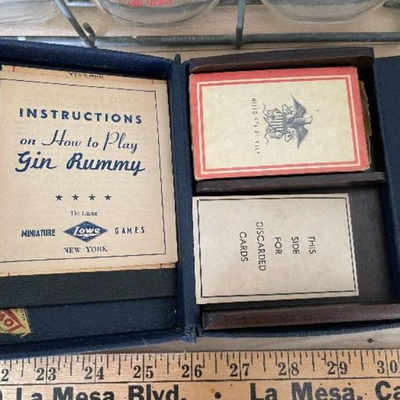 INSTRUCTIONS
on How to Play
Gin Rummy
De Luxe
MINIATURE Lowe GAMES
NEW YORK
THIS
SIDE
FOR
DISCARDED
CARDS
22 23 24 25 26 27 28 29 30
La Mesa Blvd. La Mesa, Ca